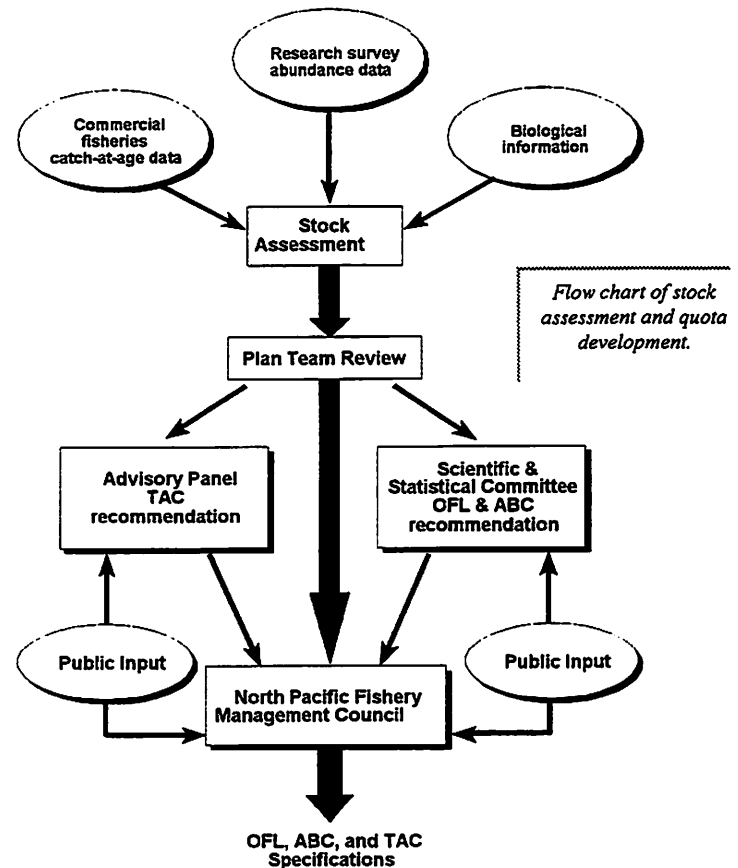 Research survey
abundance data
Commercial
fisheries
catch-at-age data
Biological
information
Stock
Assessment
Flow chart of stock
assessment and quota
development.
Plan Team Review
Advisory Panel
TAC
recommendation
Scientific &
Statistical Committee
OFL & ABC
recommendation
Public Input
Public Input
North Pacific Fishery
Management Council
OFL, ABC, and TAC
Specifications